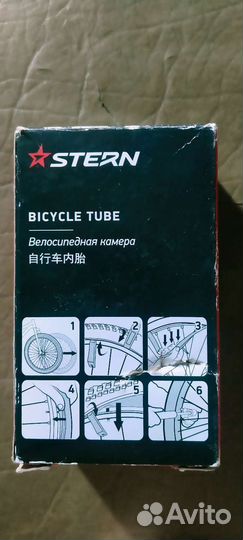 STERN
BICYCLE TUBE
Велосипедная камера
自行车内胎
1 2 3
4 5 6
Avito